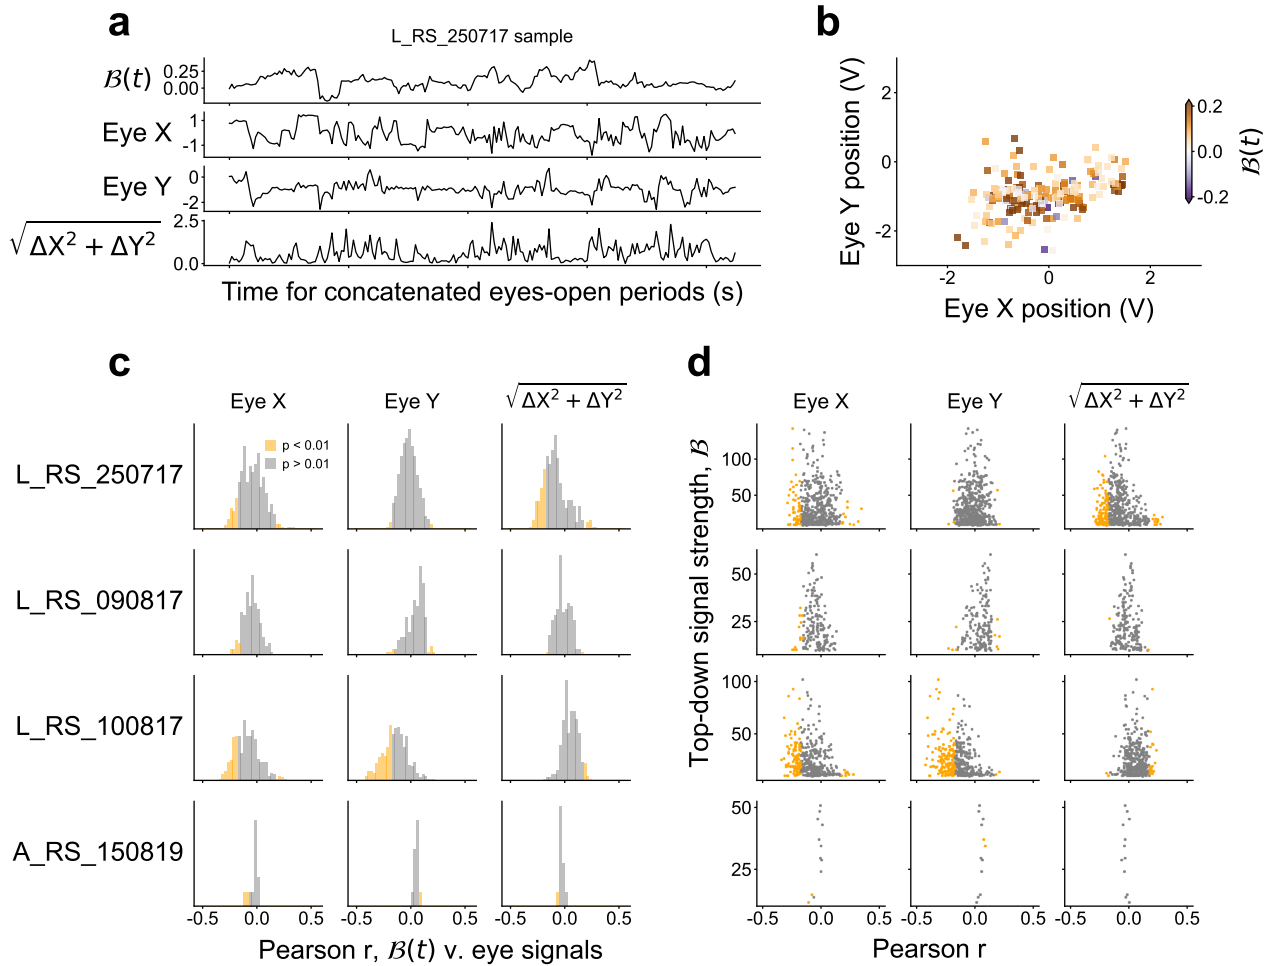 a
L_RS_250717 sample
ℬ(t)
0.25
0.00
Eye X
1
-1
Eye Y
0
-2
√ΔX² + ΔY²
2.5
0.0
Time for concatenated eyes-open periods (s)
b
Eye Y position (V)
2
0
-2
-2
0
2
Eye X position (V)
0.2
0.0
-0.2
ℬ(t)
c
Eye X
Eye Y
√ΔX² + ΔY²
p < 0.01
p > 0.01
L_RS_250717
L_RS_090817
L_RS_100817
A_RS_150819
-0.5 0.0 0.5
-0.5 0.0 0.5
-0.5 0.0 0.5
Pearson r, ℬ(t) v. eye signals
d
Eye X
Eye Y
√ΔX² + ΔY²
Top-down signal strength, ℬ
100
50
50
25
100
50
50
25
-0.5 0.0 0.5
-0.5 0.0 0.5
-0.5 0.0 0.5
Pearson r